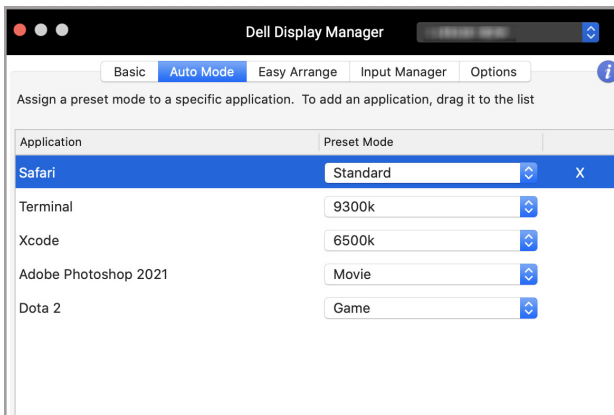 Dell Display Manager
Basic Auto Mode Easy Arrange Input Manager Options i
Assign a preset mode to a specific application. To add an application, drag it to the list
Application Preset Mode
Safari Standard X
Terminal 9300k
Xcode 6500k
Adobe Photoshop 2021 Movie
Dota 2 Game